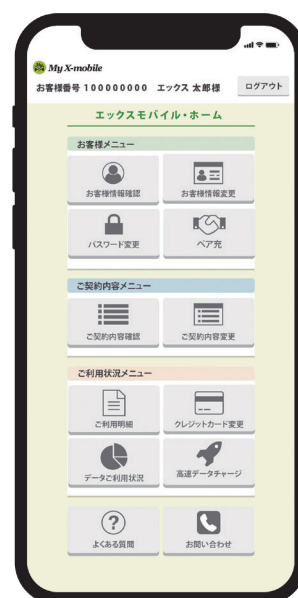 My X-mobile
お客様番号 100000000 エックス 太郎様 ログアウト
エックスモバイル・ホーム
お客様メニュー
お客様情報確認 お客様情報変更
パスワード変更 ペア充
ご契約内容メニュー
ご契約内容確認 ご契約内容変更
ご利用状況メニュー
ご利用明細 クレジットカード変更
データご利用状況 高速データチャージ
?
よくある質問 お問い合わせ